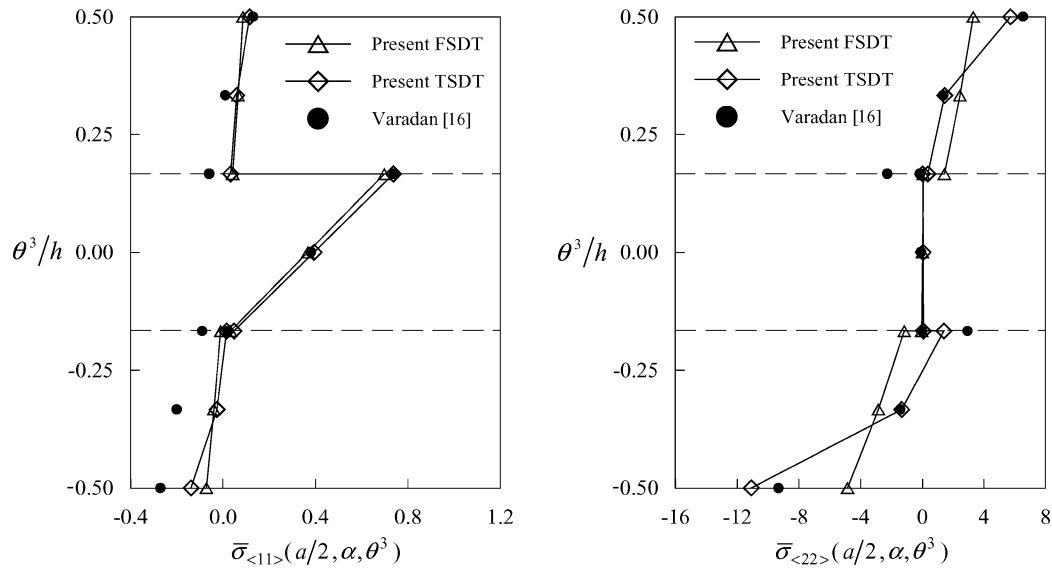 0.50
Present FSDT
Present TSDT
Varadan [16]
0.25
θ³/h 0.00
-0.25
-0.50
-0.4 0.0 0.4 0.8 1.2
σ̅<11>(a/2,α,θ³)
0.50
Present FSDT
Present TSDT
Varadan [16]
0.25
θ³/h 0.00
-0.25
-0.50
-16 -12 -8 -4 0 4 8
σ̅<22>(a/2,α,θ³)